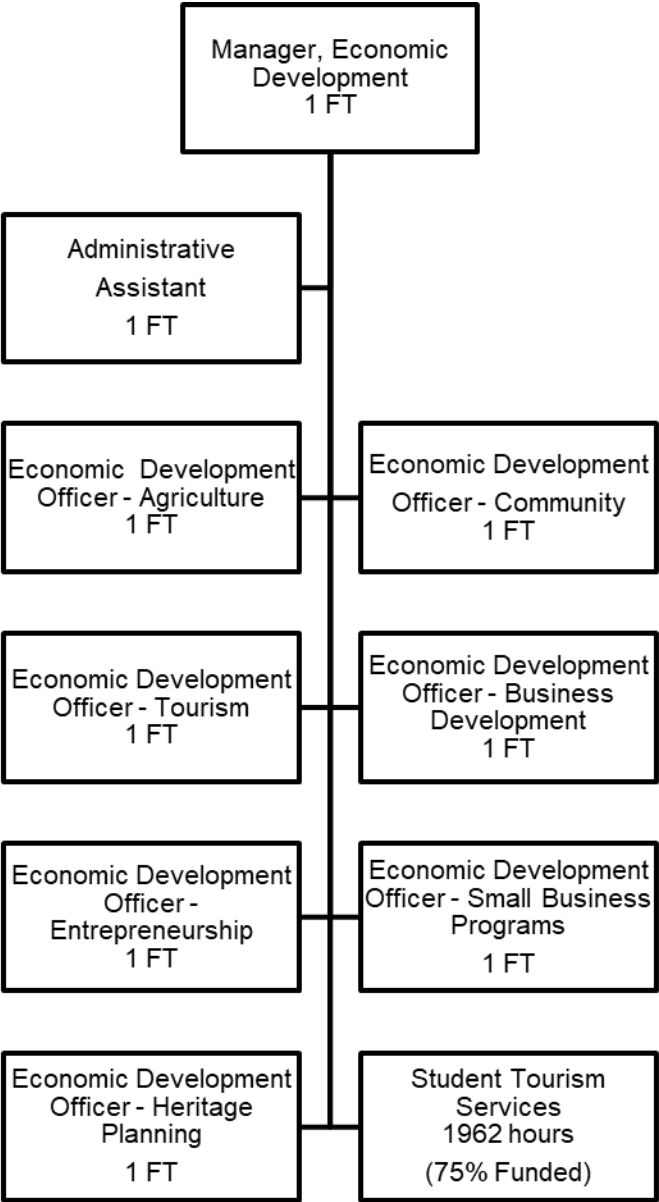 Manager, Economic
Development
1 FT
Administrative
Assistant
1 FT
Economic Development
Officer - Agriculture
1 FT
Economic Development
Officer - Community
1 FT
Economic Development
Officer - Tourism
1 FT
Economic Development
Officer - Business
Development
1 FT
Economic Development
Officer -
Entrepreneurship
1 FT
Economic Development
Officer - Small Business
Programs
1 FT
Economic Development
Officer - Heritage
Planning
1 FT
Student Tourism
Services
1962 hours
(75% Funded)